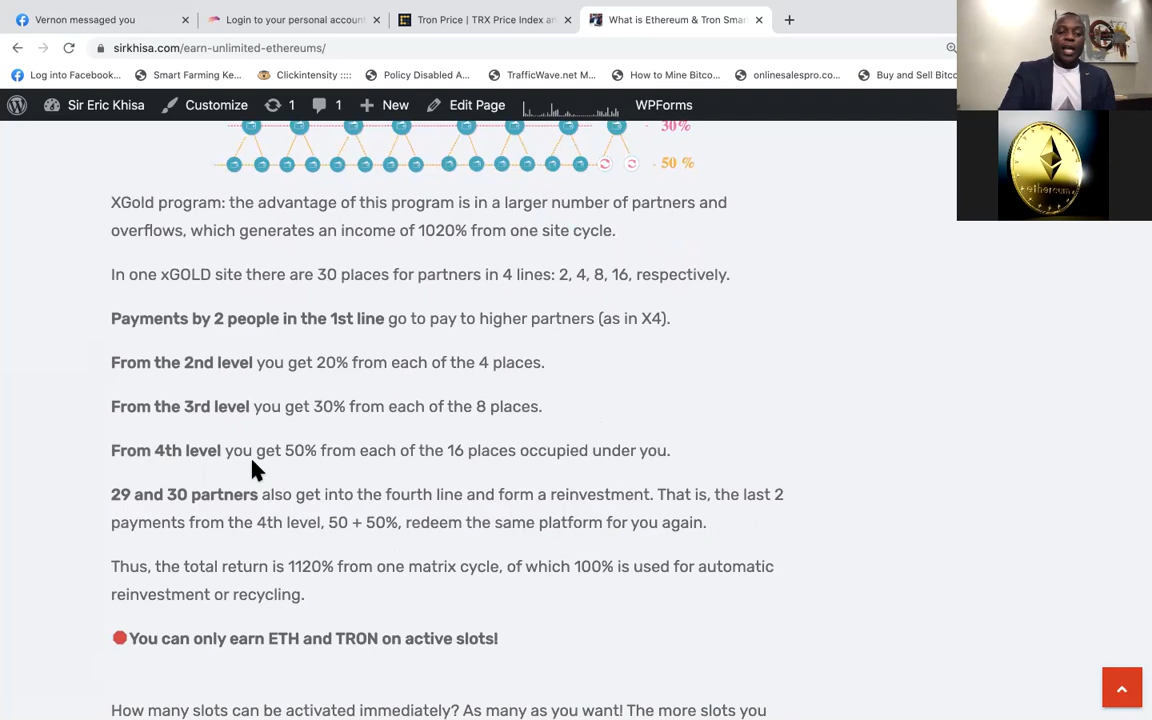 Vernon messaged you
Login to your personal accoun
Tron Price | TRX Price Index an
What is Ethereum & Tron Smar
sirkhisa.com/earn-unlimited-ethereums/
Log into Facebook...
Smart Farming Ke...
Clickintensity ::::
Policy Disabled A...
TrafficWave.net M...
How to Mine Bitco...
onlinesalespro.co...
Buy and Sell Bitco
Sir Eric Khisa
Customize
1
1
New
Edit Page
WPForms
ethereum
30%
50 %
XGold program: the advantage of this program is in a larger number of partners and
overflows, which generates an income of 1020% from one site cycle.
In one xGOLD site there are 30 places for partners in 4 lines: 2, 4, 8, 16, respectively.
Payments by 2 people in the 1st line go to pay to higher partners (as in X4).
From the 2nd level you get 20% from each of the 4 places.
From the 3rd level you get 30% from each of the 8 places.
From 4th level you get 50% from each of the 16 places occupied under you.
29 and 30 partners also get into the fourth line and form a reinvestment. That is, the last 2
payments from the 4th level, 50 + 50%, redeem the same platform for you again.
Thus, the total return is 1120% from one matrix cycle, of which 100% is used for automatic
reinvestment or recycling.
You can only earn ETH and TRON on active slots!
How many slots can be activated immediately? As many as you want! The more slots you